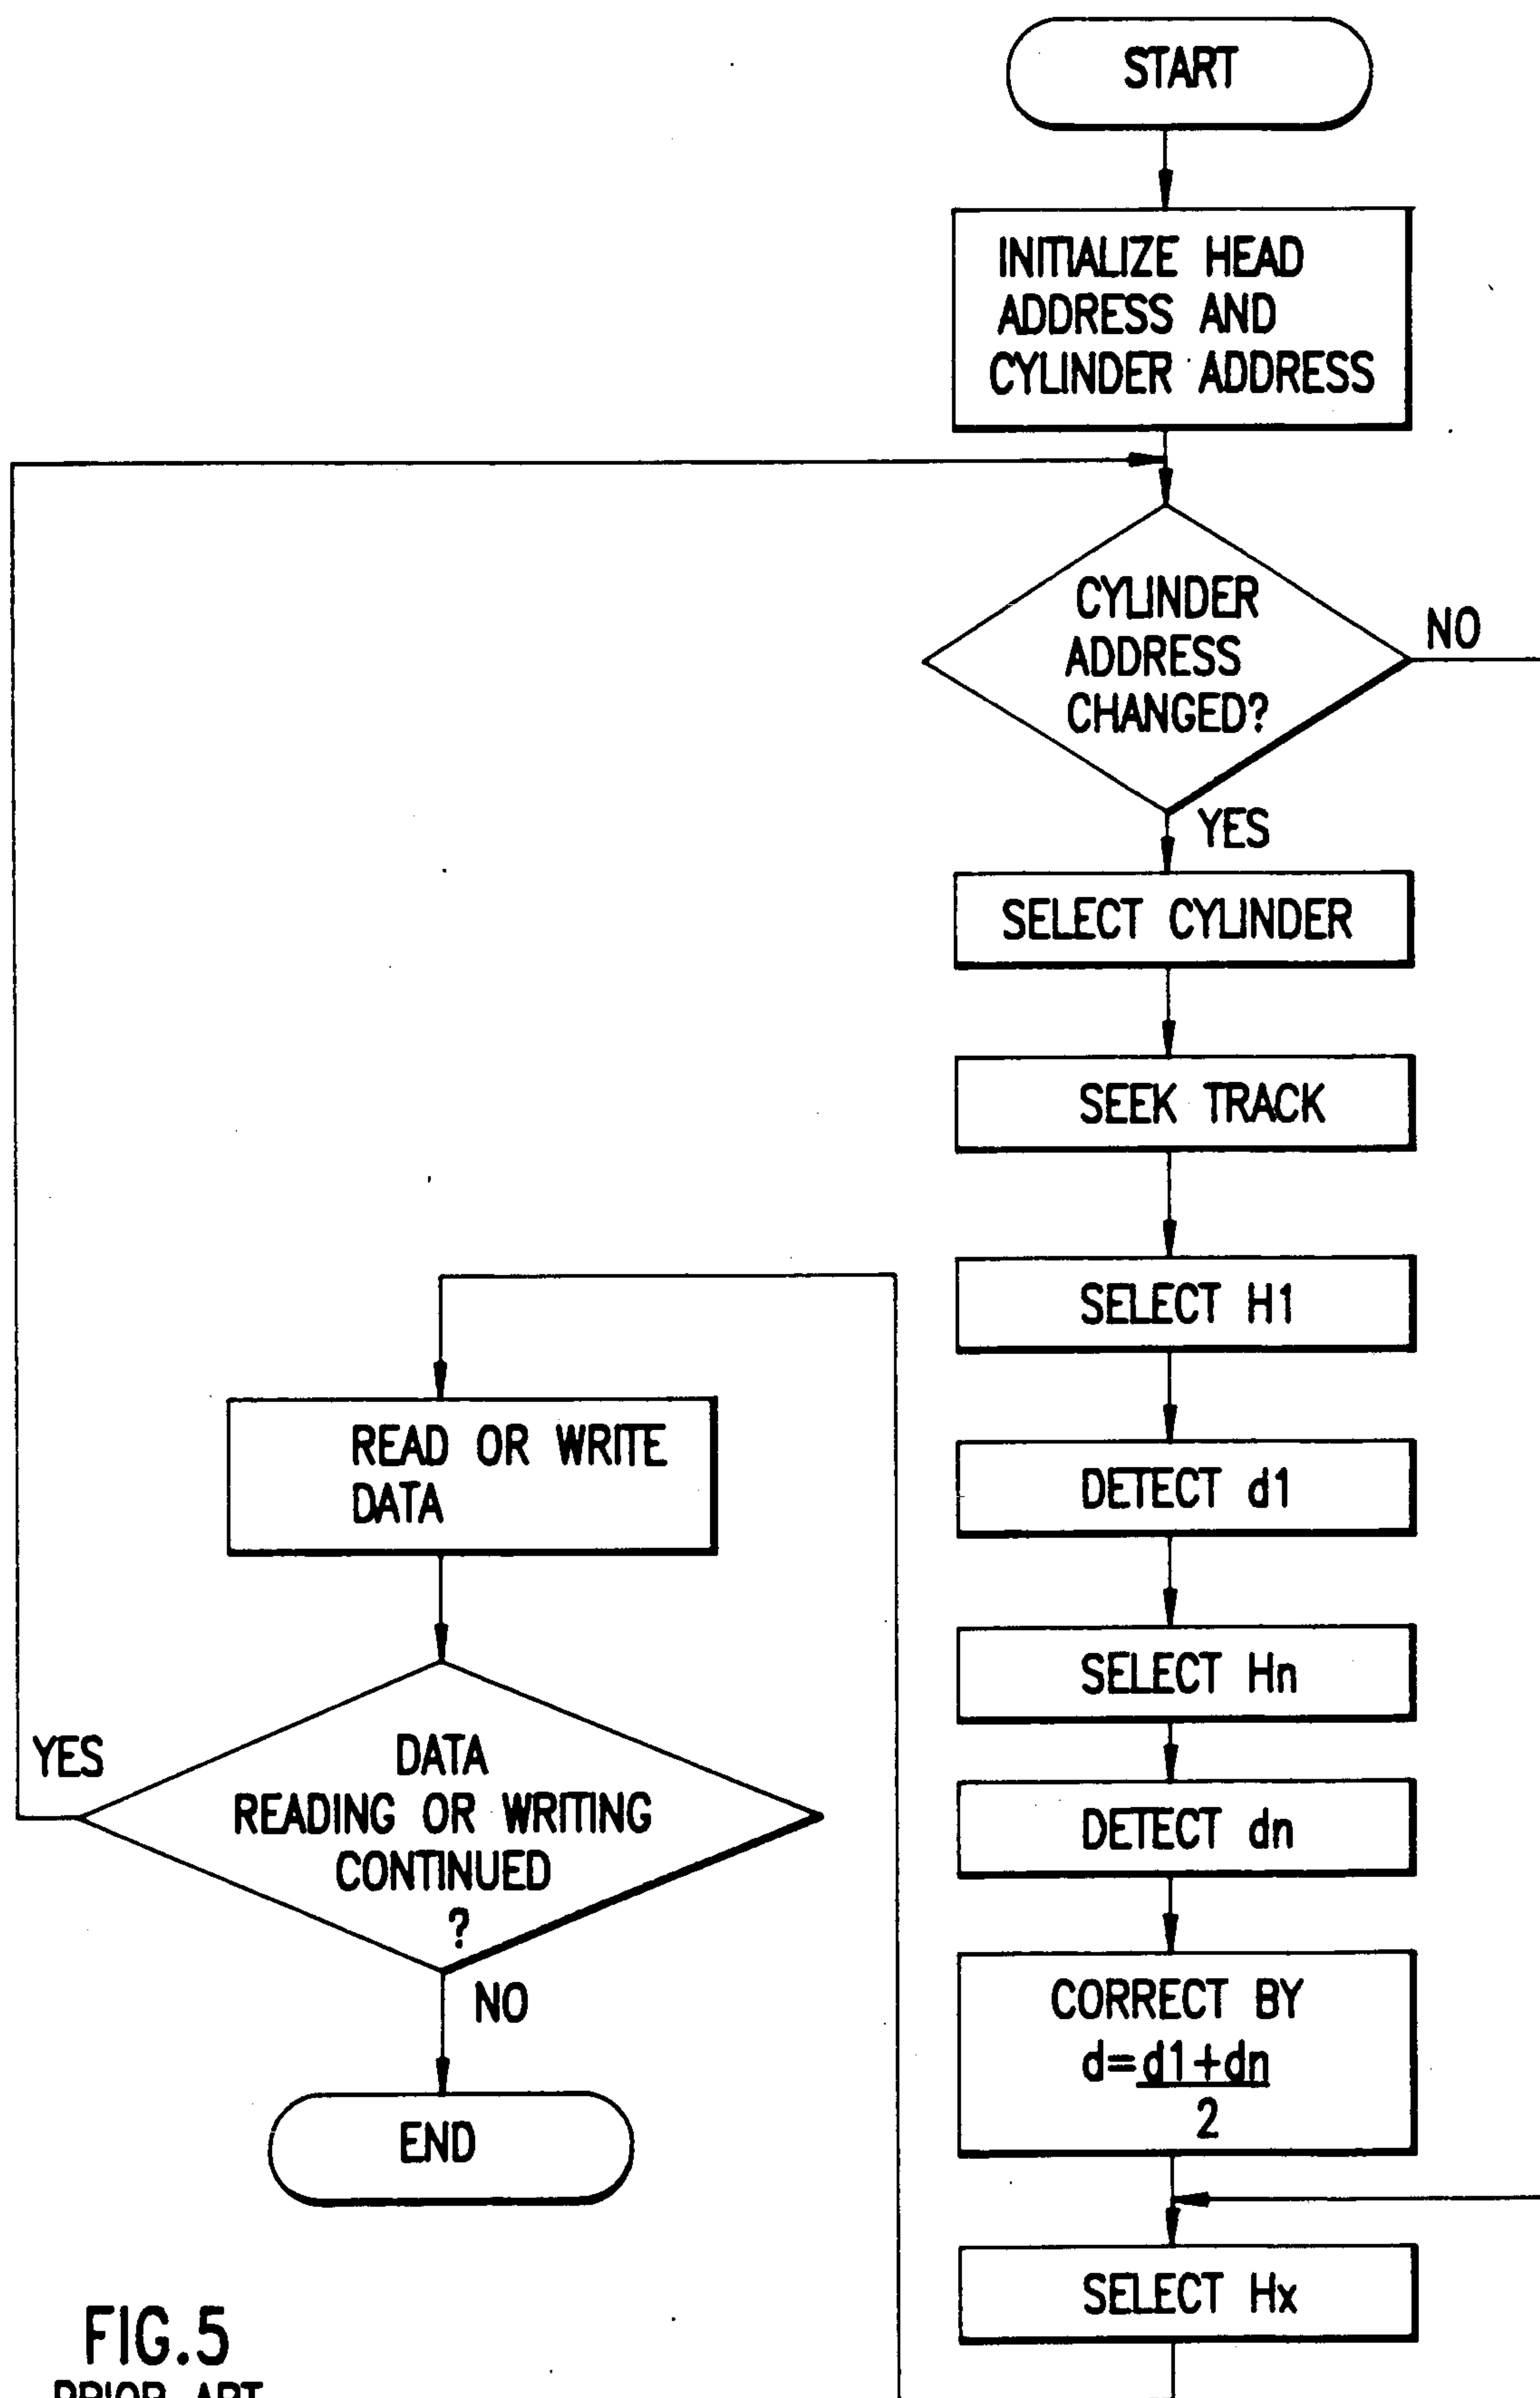 START
INITIALIZE HEAD
ADDRESS AND
CYLINDER ADDRESS
CYLINDER
ADDRESS
CHANGED?
NO
YES
SELECT CYLINDER
SEEK TRACK
SELECT H1
DETECT d1
SELECT Hn
DETECT dn
CORRECT BY
d=d1+dn
2
SELECT Hx
READ OR WRITE
DATA
DATA
READING OR WRITING
CONTINUED
?
YES
NO
END
FIG.5
PRIOR ART